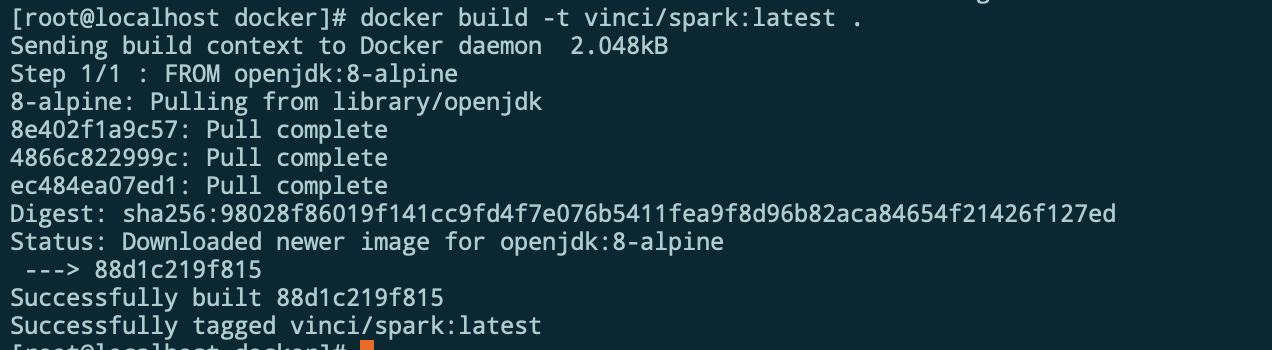 [root@localhost docker]# docker build -t vinci/spark:latest .
Sending build context to Docker daemon  2.048kB
Step 1/1 : FROM openjdk:8-alpine
8-alpine: Pulling from library/openjdk
8e402f1a9c57: Pull complete
4866c822999c: Pull complete
ec484ea07ed1: Pull complete
Digest: sha256:98028f86019f141cc9fd4f7e076b5411fea9f8d96b82aca84654f21426f127ed
Status: Downloaded newer image for openjdk:8-alpine
 ---> 88d1c219f815
Successfully built 88d1c219f815
Successfully tagged vinci/spark:latest
[root@localhost docker]#